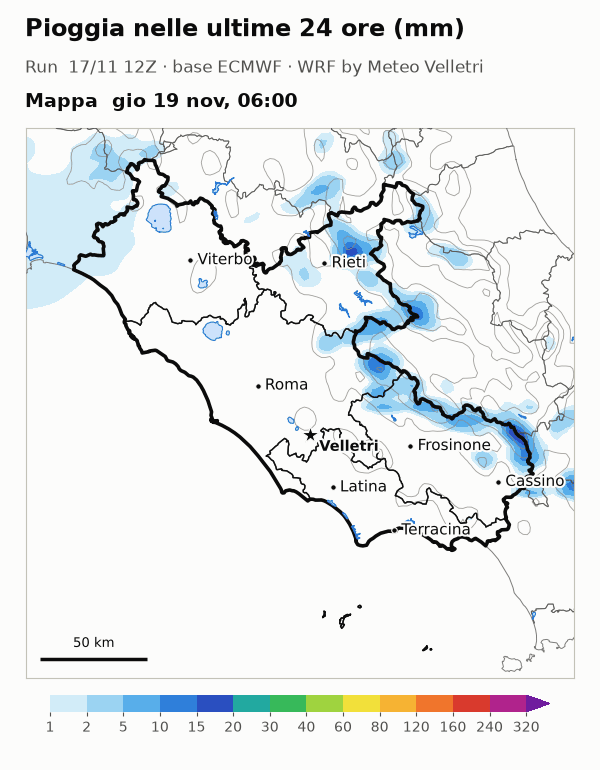 Pioggia nelle ultime 24 ore (mm)
Run  17/11 12Z · base ECMWF · WRF by Meteo Velletri
Mappa  gio 19 nov, 06:00
Viterbo
Rieti
Roma
Velletri
Frosinone
Latina
Cassino
Terracina
50 km
1 2 5 10 15 20 30 40 60 80 120 160 240 320